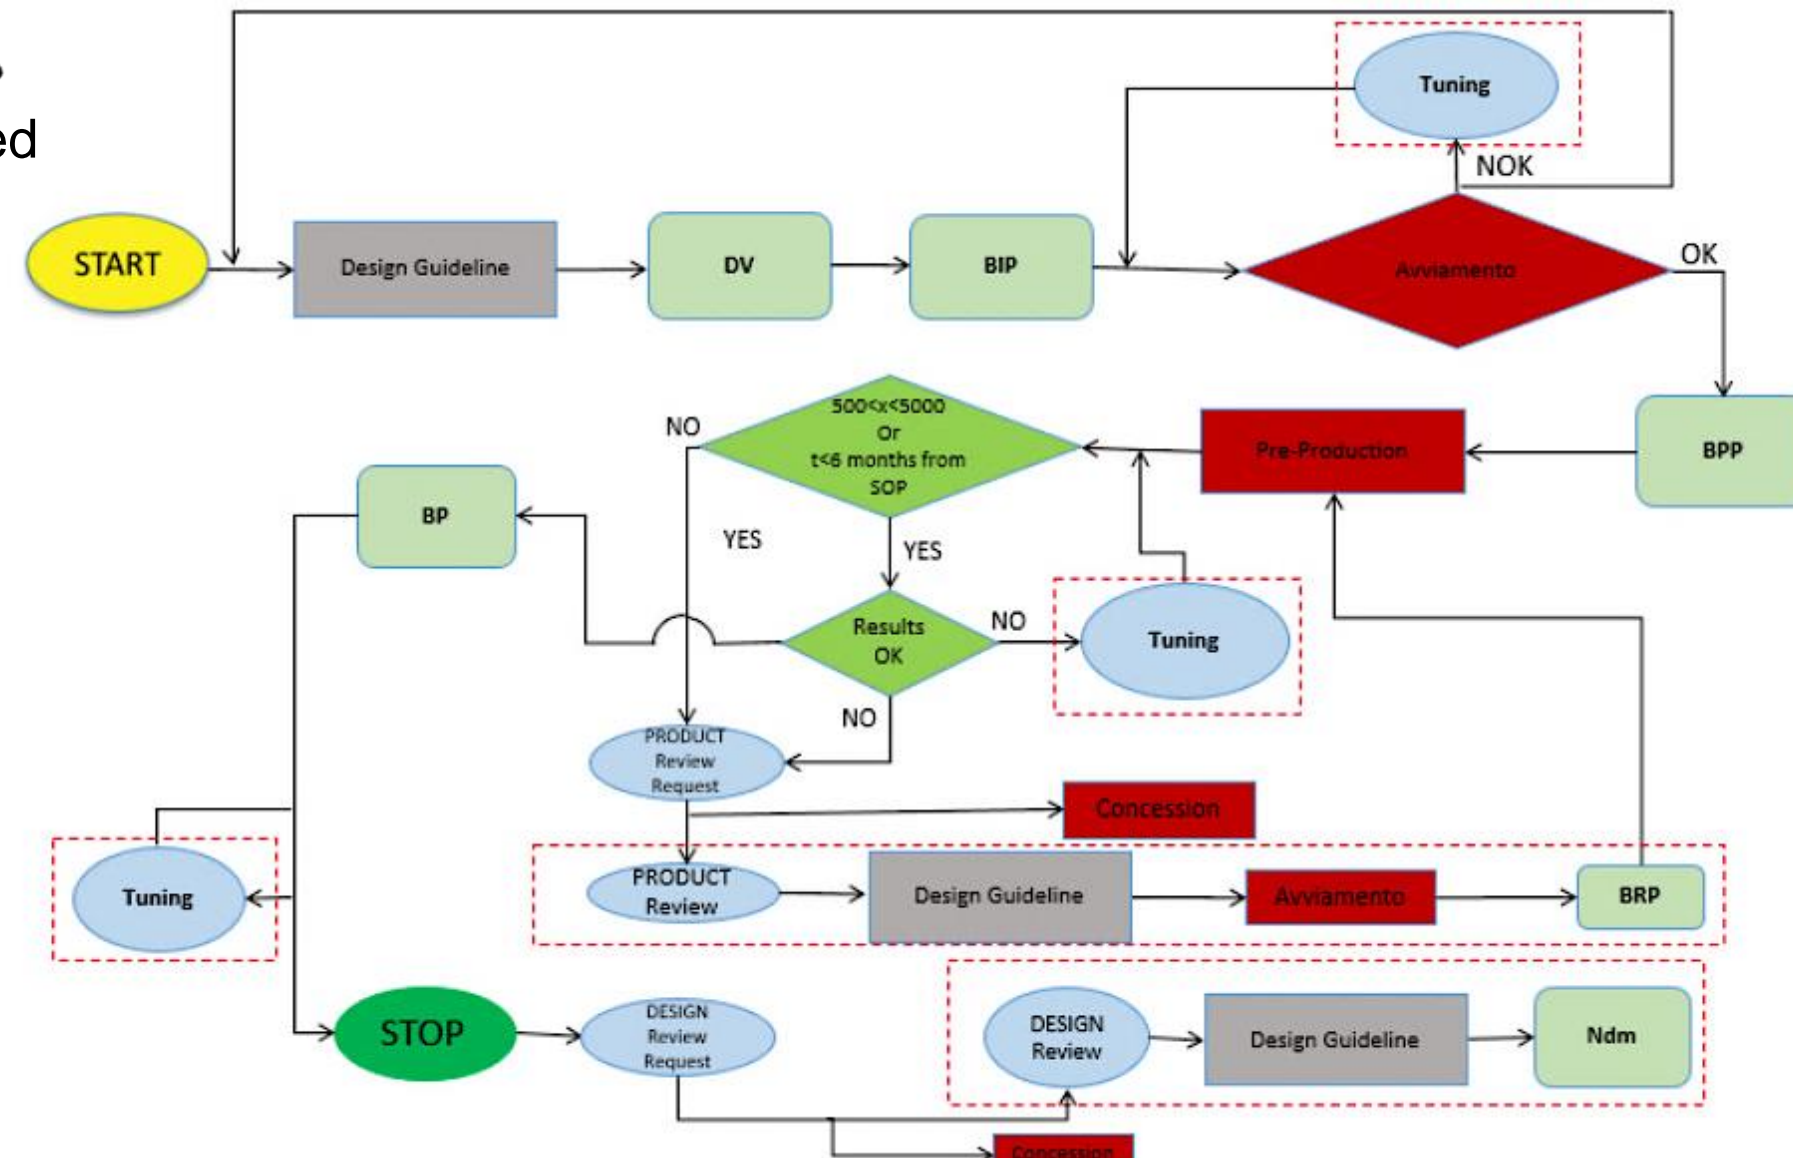 ed
Tuning
NOK
START
Design Guideline
DV
BIP
Avviamento
OK
500<x<5000
Or
t<6 months from
SOP
NO
Pre-Production
BPP
BP
YES
YES
Results
OK
NO
Tuning
NO
PRODUCT
Review
Request
Concession
Tuning
PRODUCT
Review
Design Guideline
Avviamento
BRP
STOP
DESIGN
Review
Request
DESIGN
Review
Design Guideline
Ndm
Concession